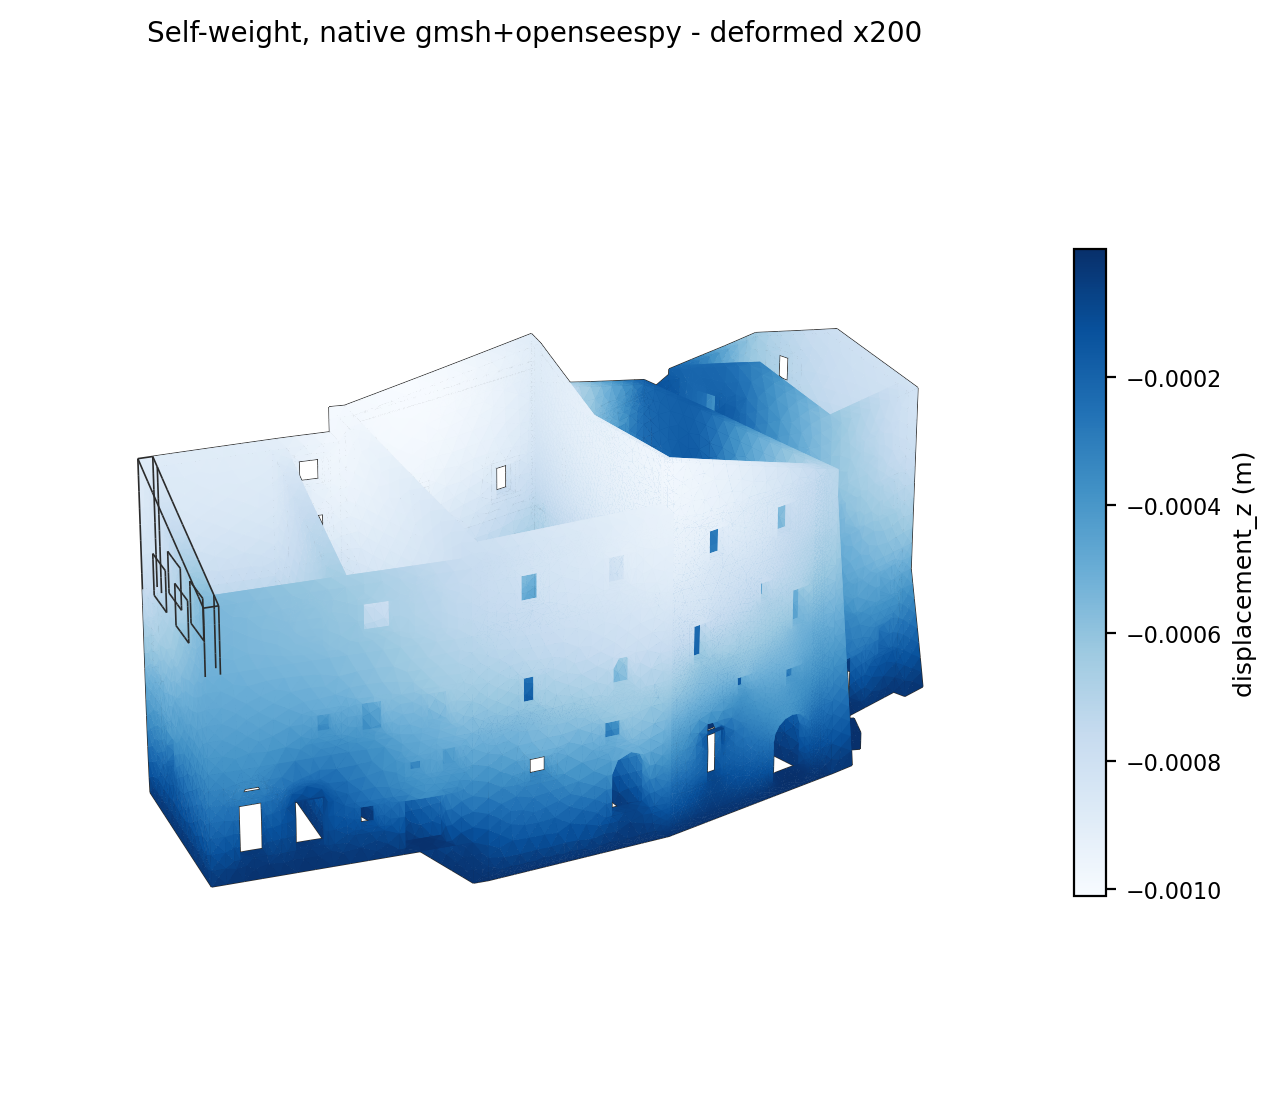 Self-weight, native gmsh+openseespy - deformed x200
−0.0002
−0.0004
−0.0006
−0.0008
−0.0010
displacement_z (m)